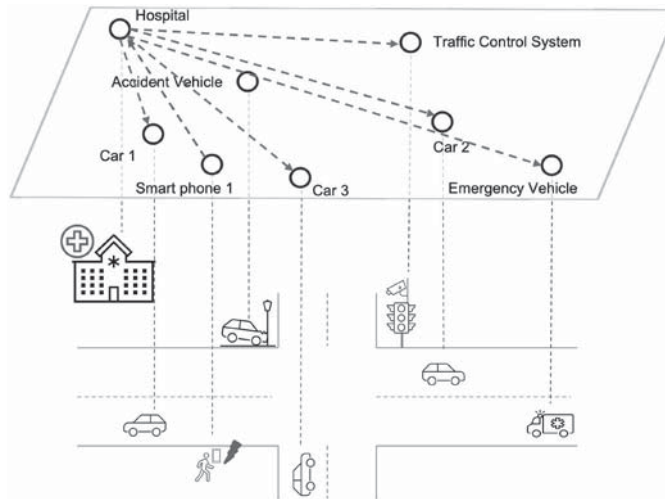 Hospital
Traffic Control System
Accident Vehicle
Car 1
Car 2
Smart phone 1
Car 3
Emergency Vehicle